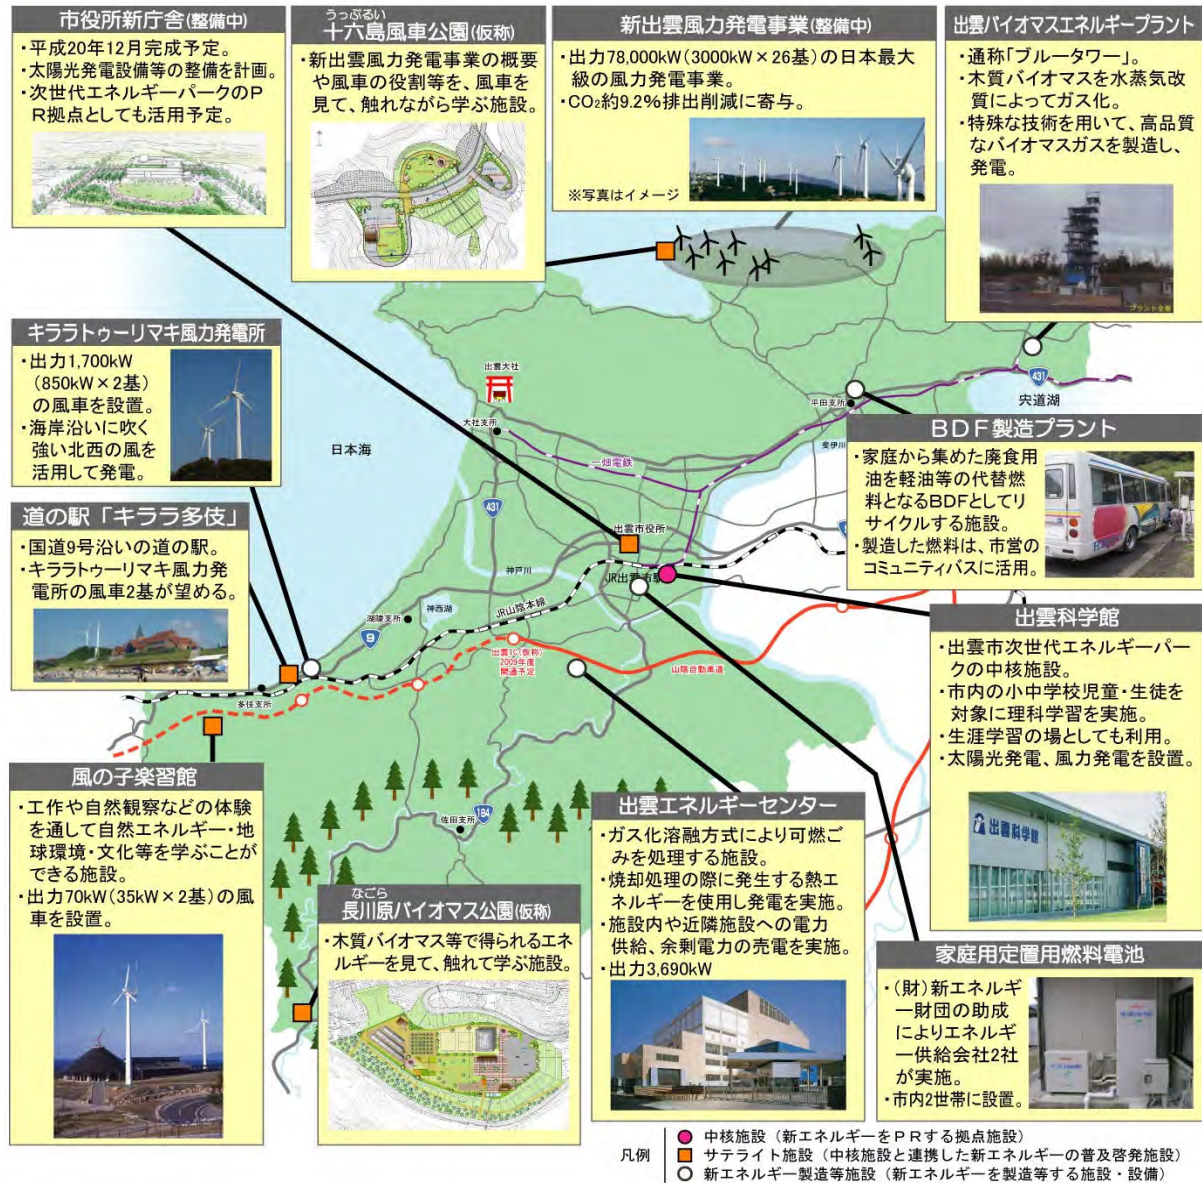 市役所新庁舎(整備中)
・平成20年12月完成予定。
・太陽光発電設備等の整備を計画。
・次世代エネルギーパークのP
R拠点としても活用予定。
うっぷるい
十六島風車公園(仮称)
・新出雲風力発電事業の概要
や風車の役割等を、風車を
見て、触れながら学ぶ施設。
新出雲風力発電事業(整備中)
・出力78,000kW(3000kW×26基)の日本最大
級の風力発電事業。
・CO₂約9.2%排出削減に寄与。
※写真はイメージ
出雲バイオマスエネルギープラント
・通称「ブルータワー」。
・木質バイオマスを水蒸気改
質によってガス化。
・特殊な技術を用いて、高品質
なバイオマスガスを製造し、
発電。
プラント全景
キララトゥーリマキ風力発電所
・出力1,700kW
(850kW×2基)
の風車を設置。
・海岸沿いに吹く
強い北西の風を
活用して発電。
道の駅「キララ多伎」
・国道9号沿いの道の駅。
・キララトゥーリマキ風力発
電所の風車2基が望める。
日本海
出雲大社
大社支所
一畑電鉄
431
平田支所
斐伊川
431
宍道湖
出雲市役所
JR出雲市駅
神戸川
神西湖
湖陵支所
JR山陰本線
9
出雲IC(仮称)
2009年度
開通予定
山陰自動車道
多伎支所
佐田支所
184
BDF製造プラント
・家庭から集めた廃食用
油を軽油等の代替燃
料となるBDFとしてリ
サイクルする施設。
・製造した燃料は、市営の
コミュニティバスに活用。
出雲科学館
・出雲市次世代エネルギーパー
クの中核施設。
・市内の小中学校児童・生徒を
対象に理科学習を実施。
・生涯学習の場としても利用。
・太陽光発電、風力発電を設置。
出雲科学館
風の子楽習館
・工作や自然観察などの体験
を通して自然エネルギー・地
球環境・文化等を学ぶことが
できる施設。
・出力70kW(35kW×2基)の風
車を設置。
なごら
長川原バイオマス公園(仮称)
・木質バイオマス等で得られるエネ
ルギーを見て、触れて学ぶ施設。
出雲エネルギーセンター
・ガス化溶融方式により可燃ご
みを処理する施設。
・焼却処理の際に発生する熱エ
ネルギーを使用し発電を実施。
・施設内や近隣施設への電力
供給、余剰電力の売電を実施。
・出力3,690kW
家庭用定置用燃料電池
・(財)新エネルギ
ー財団の助成
によりエネルギ
ー供給会社2社
が実施。
・市内2世帯に設置。
凡例
中核施設（新エネルギーをPRする拠点施設）
サテライト施設（中核施設と連携した新エネルギーの普及啓発施設）
新エネルギー製造等施設（新エネルギーを製造等する施設・設備）